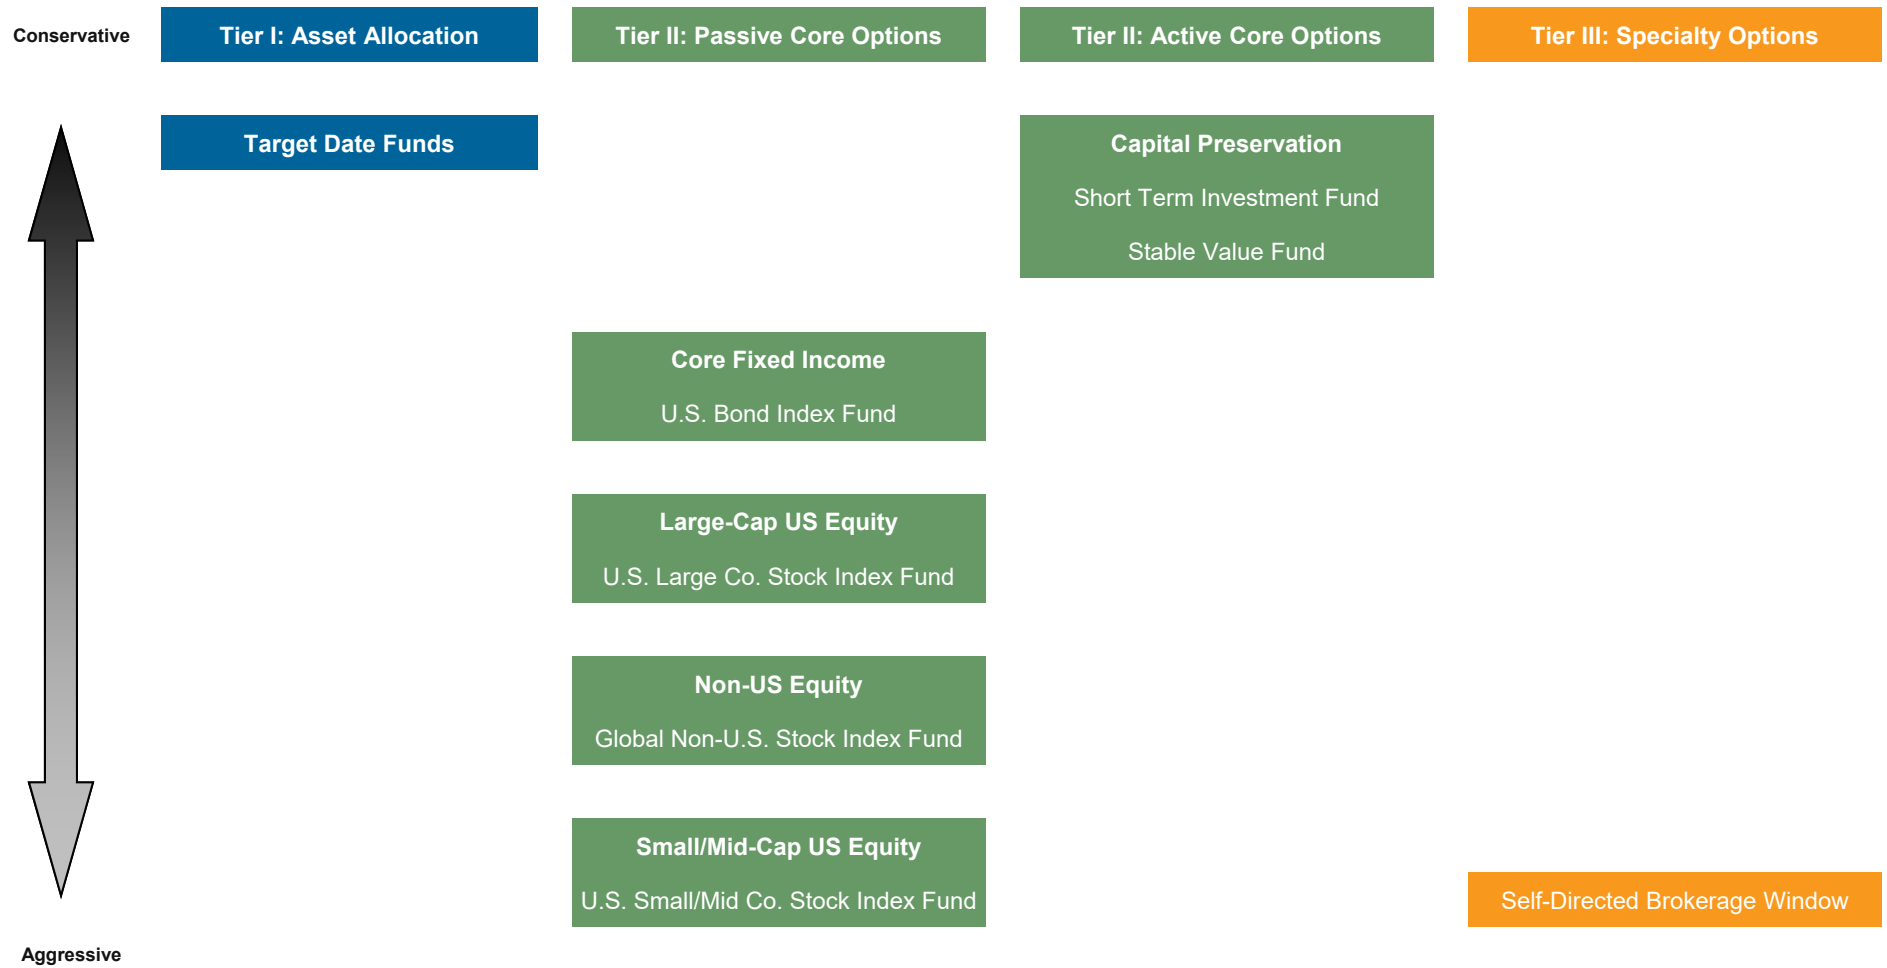 Conservative
Tier I: Asset Allocation
Tier II: Passive Core Options
Tier II: Active Core Options
Tier III: Specialty Options
Target Date Funds
Capital Preservation
Short Term Investment Fund
Stable Value Fund
Core Fixed Income
U.S. Bond Index Fund
Large-Cap US Equity
U.S. Large Co. Stock Index Fund
Non-US Equity
Global Non-U.S. Stock Index Fund
Small/Mid-Cap US Equity
U.S. Small/Mid Co. Stock Index Fund
Self-Directed Brokerage Window
Aggressive